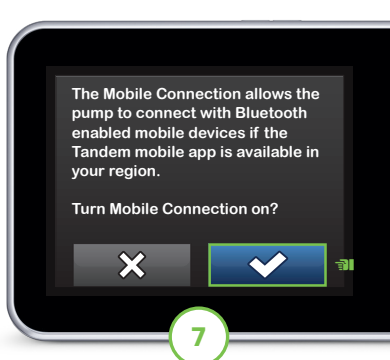 The Mobile Connection allows the
pump to connect with Bluetooth
enabled mobile devices if the
Tandem mobile app is available in
your region.
Turn Mobile Connection on?
7